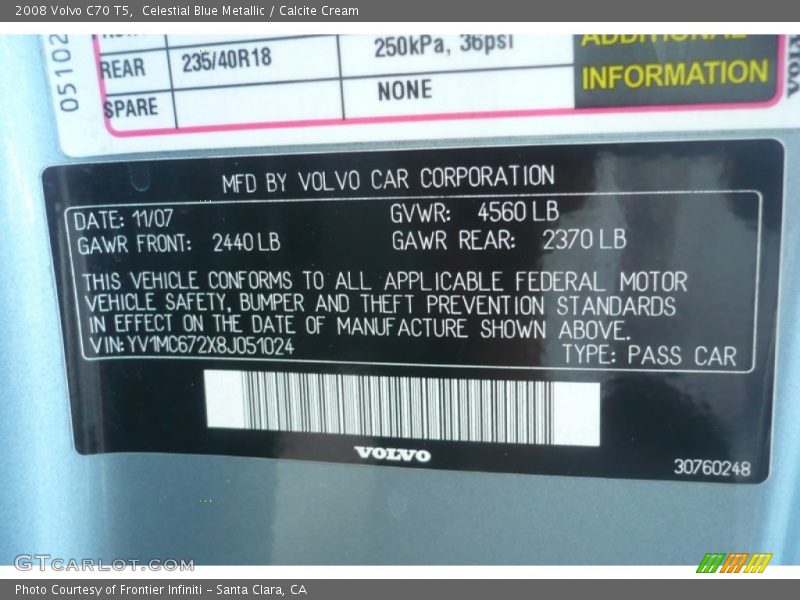 2008 Volvo C70 T5,  Celestial Blue Metallic / Calcite Cream
05102
REAR 235/40R18 250kPa, 36psi
SPARE NONE
ADDITIONAL
INFORMATION
MFD BY VOLVO CAR CORPORATION
DATE: 11/07 GVWR: 4560 LB
GAWR FRONT: 2440 LB GAWR REAR: 2370 LB
THIS VEHICLE CONFORMS TO ALL APPLICABLE FEDERAL MOTOR
VEHICLE SAFETY, BUMPER AND THEFT PREVENTION STANDARDS
IN EFFECT ON THE DATE OF MANUFACTURE SHOWN ABOVE.
VIN: YV1MC672X8J051024
TYPE: PASS CAR
VOLVO
30760248
GTCARLOT.COM
Photo Courtesy of Frontier Infiniti - Santa Clara, CA